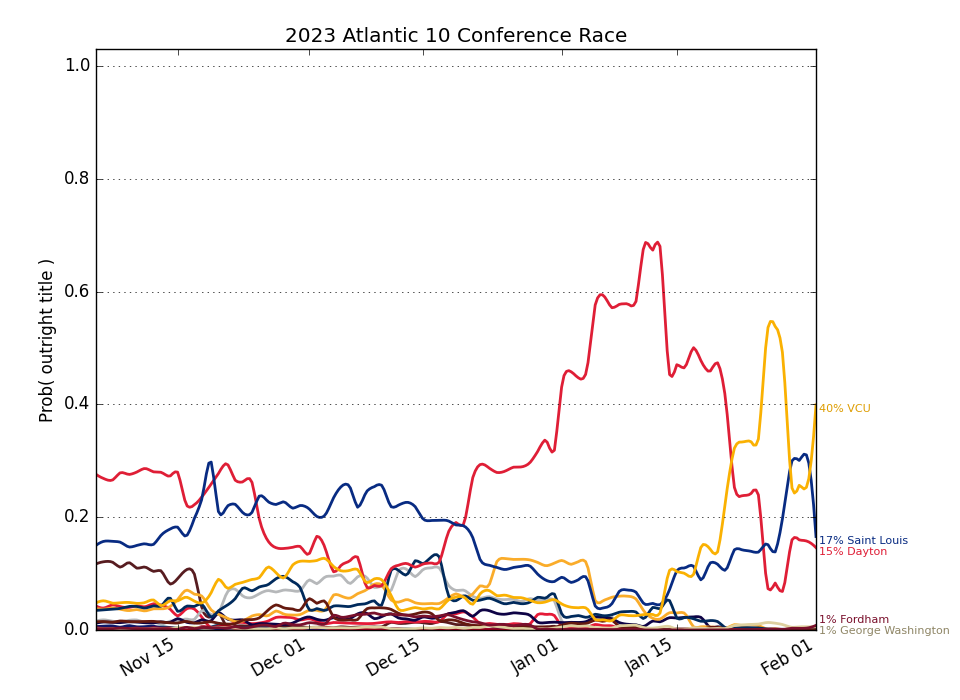 2023 Atlantic 10 Conference Race
Prob( outright title )
1.0
0.8
0.6
0.4
0.2
0.0
40% VCU
17% Saint Louis
15% Dayton
1% Fordham
1% George Washington
Nov 15
Dec 01
Dec 15
Jan 01
Jan 15
Feb 01